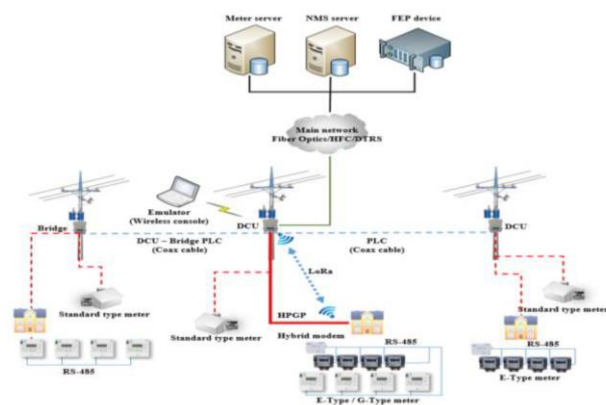 Meter server
NMS server
FEP device
Main network
Fiber Optics/HFC/DTRS
Bridge
Emulator
(Wireless console)
DCU
DCU
DCU – Bridge PLC
(Coax cable)
PLC
(Coax cable)
LoRa
Standard type meter
Standard type meter
HPGP
Hybrid modem
Standard type meter
RS-485
RS-485
RS-485
E-Type meter
E-Type / G-Type meter